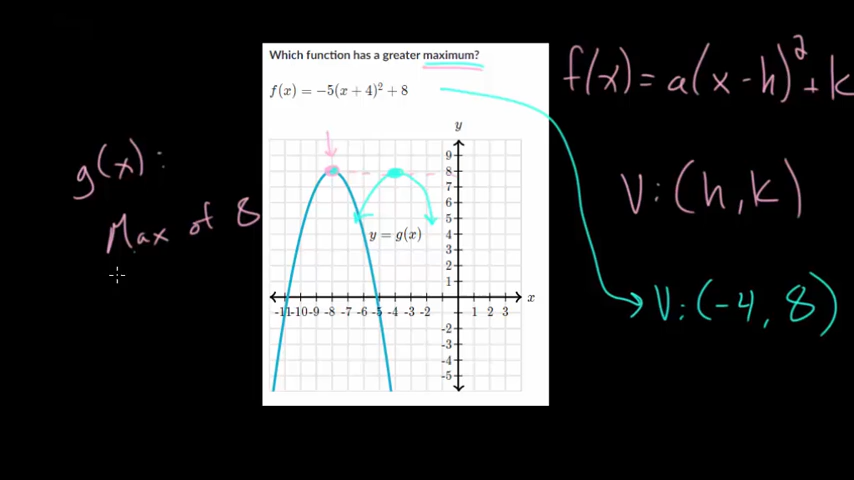 Which function has a greater maximum?
f(x) = −5(x + 4)² + 8
f(x) = a(x - h)² + k
g(x) :
Max of 8
V: (h, k)
V: (-4, 8)
y
9
8
7
6
5
4
3
2
1
y = g(x)
x
-11 -10 -9 -8 -7 -6 -5 -4 -3 -2 1 2 3
-2
-3
-4
-5